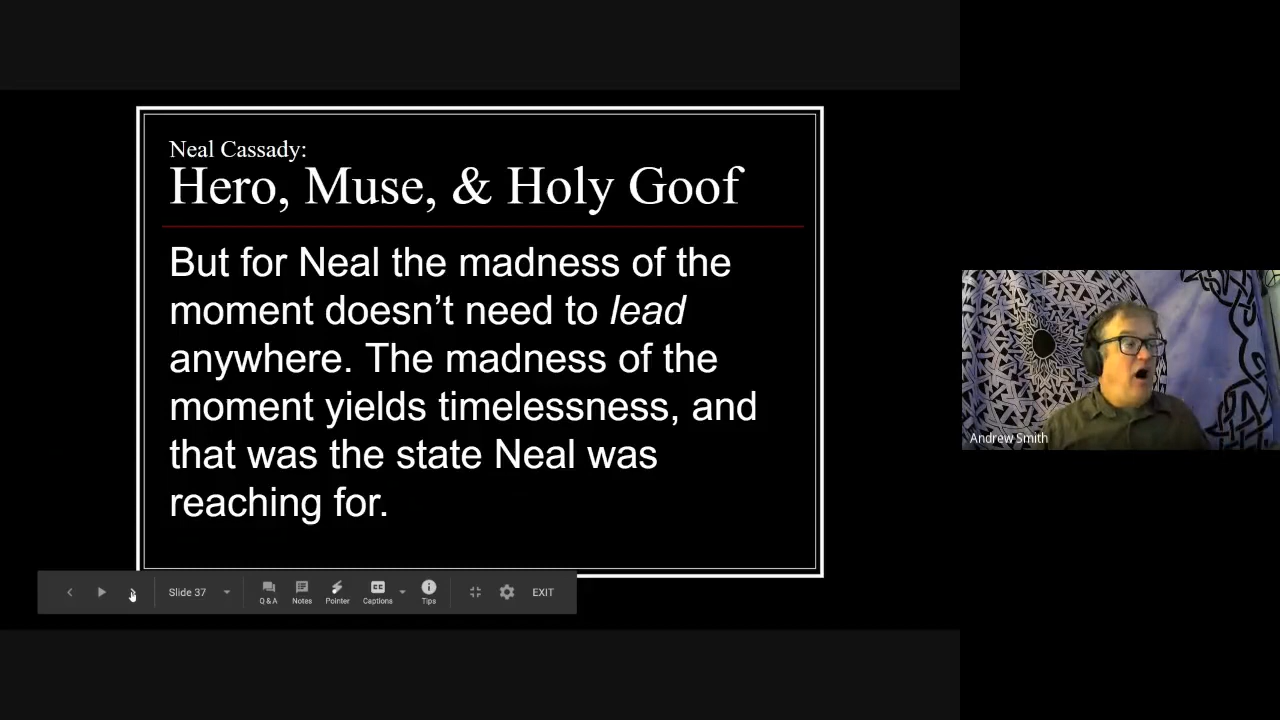 Neal Cassady:
Hero, Muse, & Holy Goof
But for Neal the madness of the
moment doesn’t need to lead
anywhere. The madness of the
moment yields timelessness, and
that was the state Neal was
reaching for.
Slide 37
Q & A
Notes
Pointer
Captions
Tips
EXIT
Andrew Smith